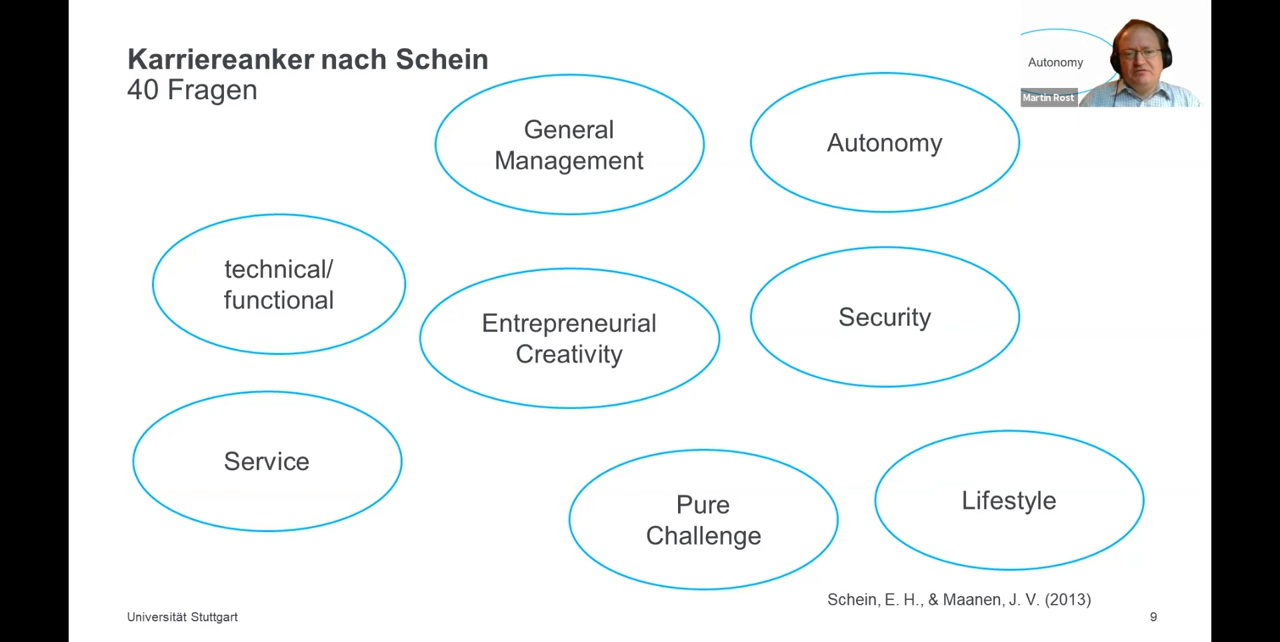 Karriereanker nach Schein
40 Fragen
General
Management
Autonomy
Autonomy
Martin Rost
technical/
functional
Entrepreneurial
Creativity
Security
Service
Pure
Challenge
Lifestyle
Schein, E. H., & Maanen, J. V. (2013)
Universität Stuttgart
9